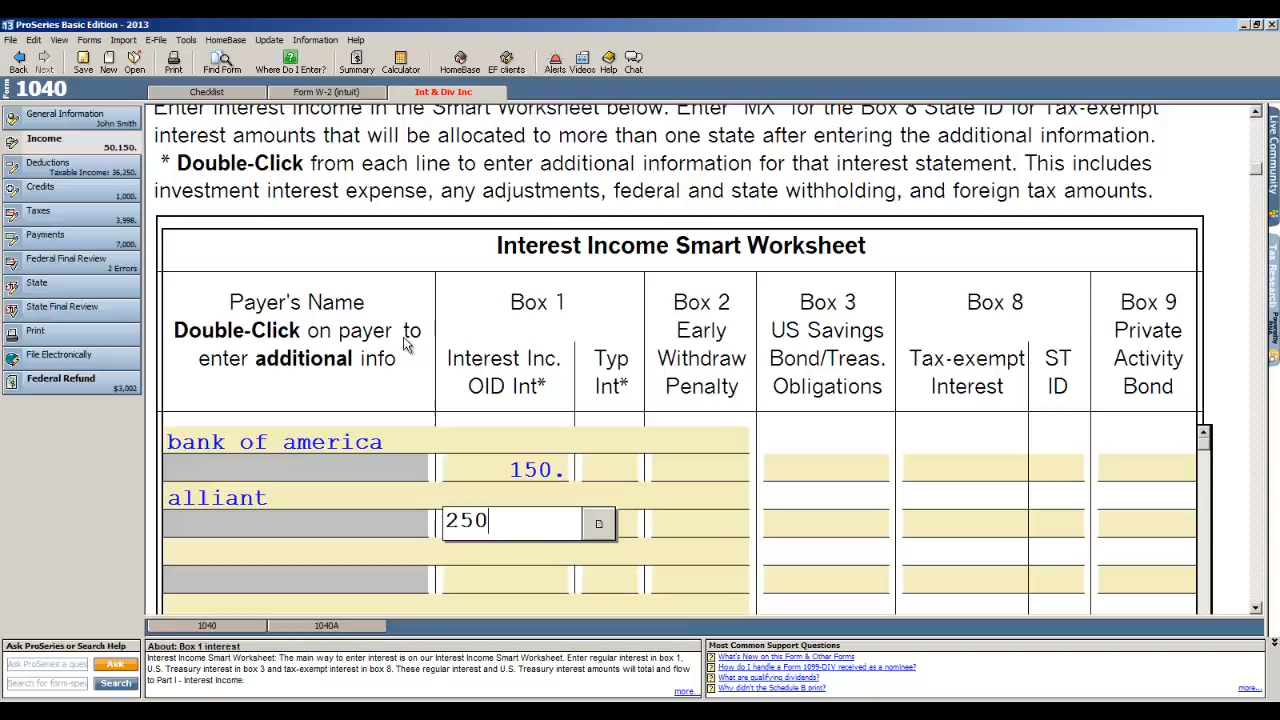 ProSeries Basic Edition - 2013
File Edit View Forms Import E-File Tools HomeBase Update Information Help
Back Next Save New Open Print Find Form Where Do I Enter? Summary Calculator HomeBase EF clients Alerts Videos Help Chat
Form 1040
Checklist Form W-2 (intuit) Int & Div Inc
General Information
John Smith
Income
50,150.
Deductions
Taxable Income: 36,250.
Credits
1,000.
Taxes
3,998.
Payments
7,000.
Federal Final Review
2 Errors
State
State Final Review
Print
File Electronically
Federal Refund
$3,002
Enter Interest Income in the Smart Worksheet below. Enter "MX" for the Box 8 State ID for Tax-exempt
interest amounts that will be allocated to more than one state after entering the additional information.
* Double-Click from each line to enter additional information for that interest statement. This includes
investment interest expense, any adjustments, federal and state withholding, and foreign tax amounts.
Interest Income Smart Worksheet
Payer's Name
Double-Click on payer to
enter additional info
Box 1
Interest Inc.
OID Int*
Typ
Int*
Box 2
Early
Withdraw
Penalty
Box 3
US Savings
Bond/Treas.
Obligations
Box 8
Tax-exempt
Interest
ST
ID
Box 9
Private
Activity
Bond
bank of america
150.
alliant
250
1040 1040A
Live Community
Tax Research
Ask ProSeries or Search Help
Ask ProSeries a ques
Ask
Search for form-spec
Search
About: Box 1 interest
Interest Income Smart Worksheet: The main way to enter interest is on our Interest Income Smart Worksheet. Enter regular interest in box 1,
U.S. Treasury interest in box 3 and tax-exempt interest in box 8. These regular interest and U.S. Treasury interest amounts will total and flow
to Part I - Interest Income.
more...
Most Common Support Questions
What's New on this Form & Other Forms
How do I handle a Form 1099-DIV received as a nominee?
What are qualifying dividends?
Why didn't the Schedule B print?
more...